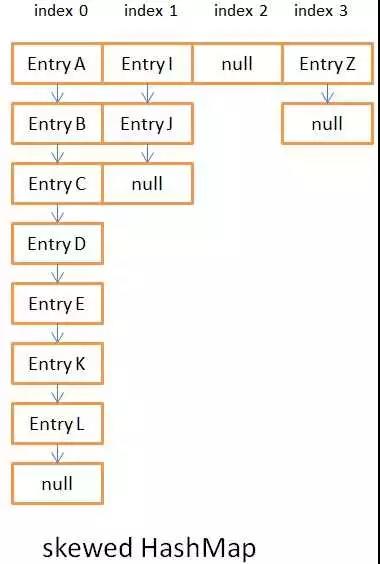 index 0 index 1 index 2 index 3
Entry A Entry I null Entry Z
Entry B Entry J null
Entry C null
Entry D
Entry E
Entry K
Entry L
null
skewed HashMap